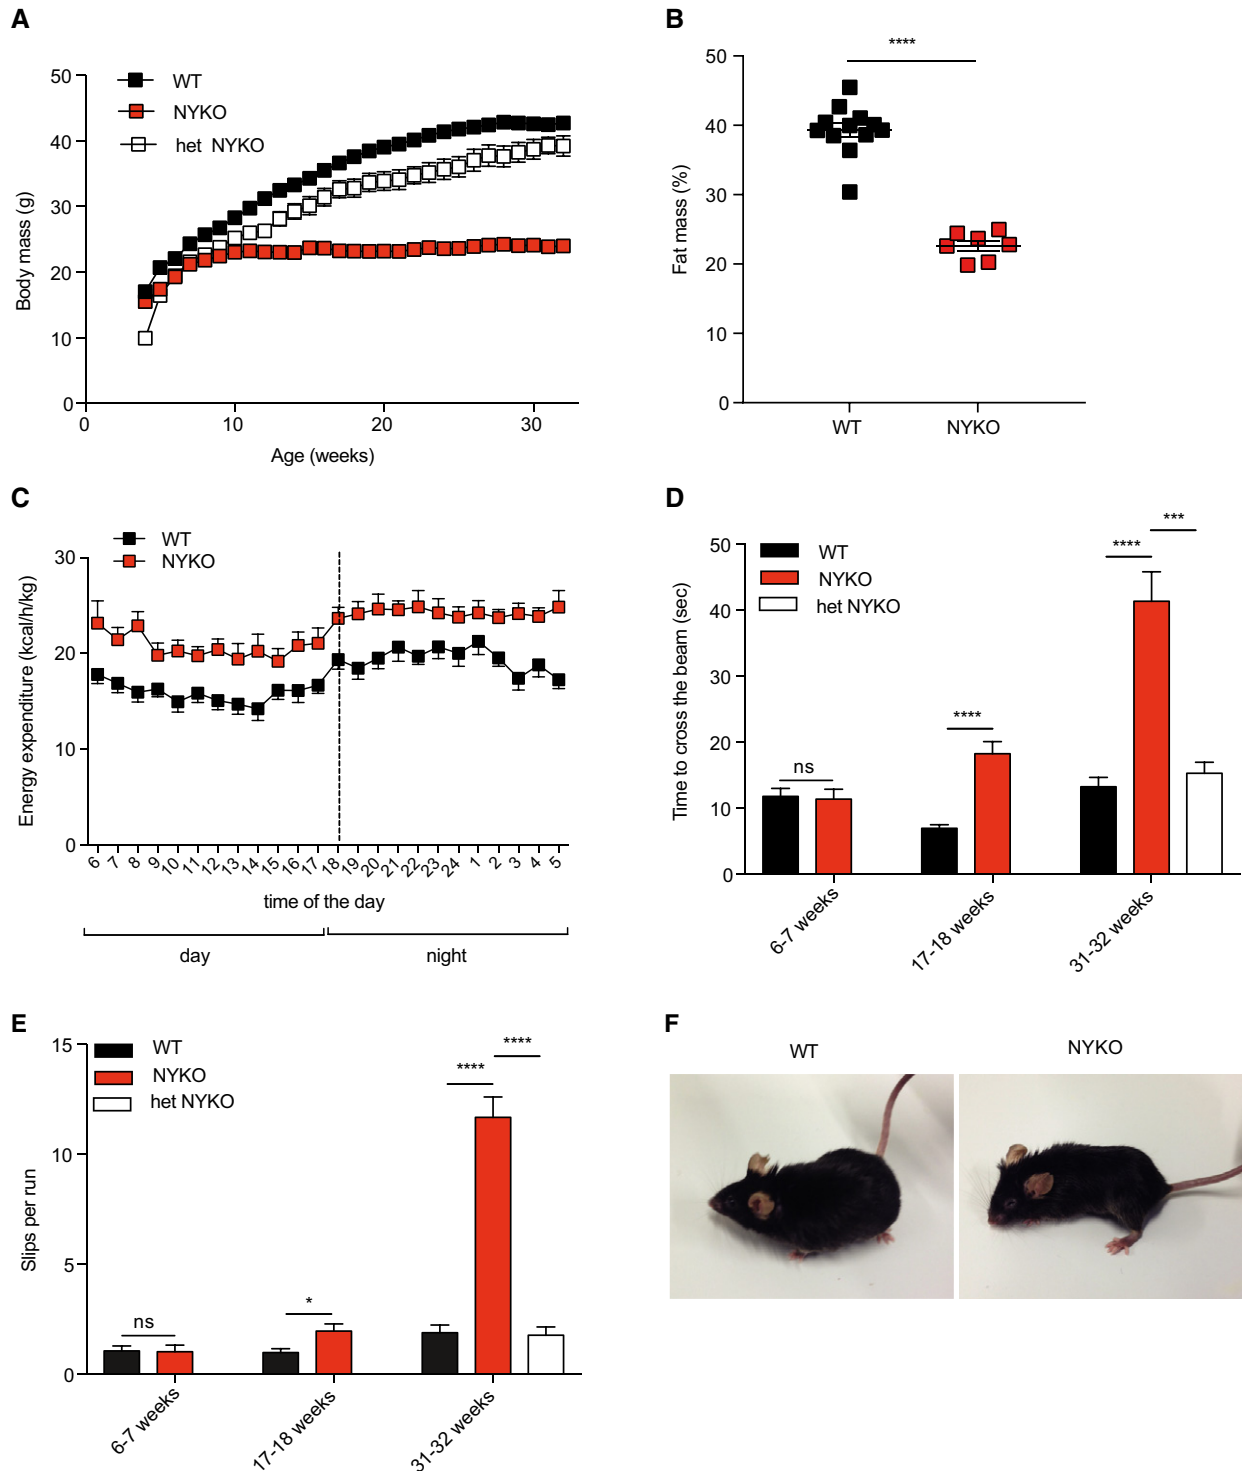 A
WT
NYKO
het NYKO
50
40
30
20
10
0
Body mass (g)
0
10
20
30
Age (weeks)
B
****
50
40
30
20
10
0
Fat mass (%)
WT
NYKO
C
WT
NYKO
30
20
10
0
Energy expenditure (kcal/h/kg)
6 7 8 9 10 11 12 13 14 15 16 17 18 19 20 21 22 23 24 1 2 3 4 5
time of the day
day
night
D
WT
NYKO
het NYKO
50
40
30
20
10
0
Time to cross the beam (sec)
ns
****
****
***
6-7 weeks
17-18 weeks
31-32 weeks
E
WT
NYKO
het NYKO
15
10
5
0
Slips per run
ns
*
****
****
6-7 weeks
17-18 weeks
31-32 weeks
F
WT
NYKO